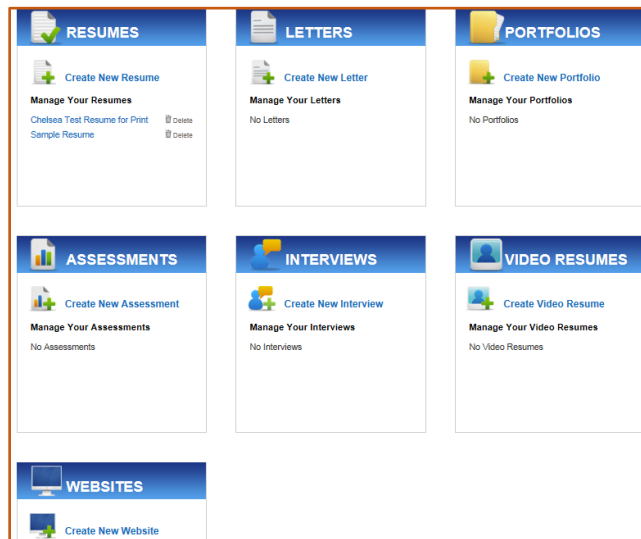 RESUMES
Create New Resume
Manage Your Resumes
Chelsea Test Resume for Print Delete
Sample Resume Delete
LETTERS
Create New Letter
Manage Your Letters
No Letters
PORTFOLIOS
Create New Portfolio
Manage Your Portfolios
No Portfolios
ASSESSMENTS
Create New Assessment
Manage Your Assessments
No Assessments
INTERVIEWS
Create New Interview
Manage Your Interviews
No Interviews
VIDEO RESUMES
Create Video Resume
Manage Your Video Resumes
No Video Resumes
WEBSITES
Create New Website